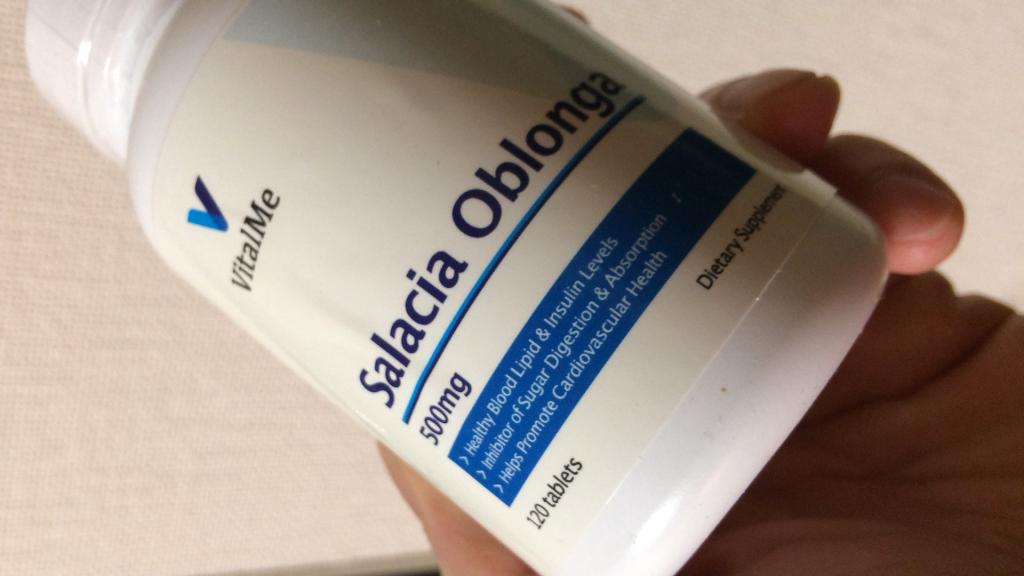 VitalMe
Salacia Oblonga
500mg
> Healthy Blood Lipid & Insulin Levels
> Inhibitor of Sugar Digestion & Absorption
> Helps Promote Cardiovascular Health
120 tablets
Dietary Supplement